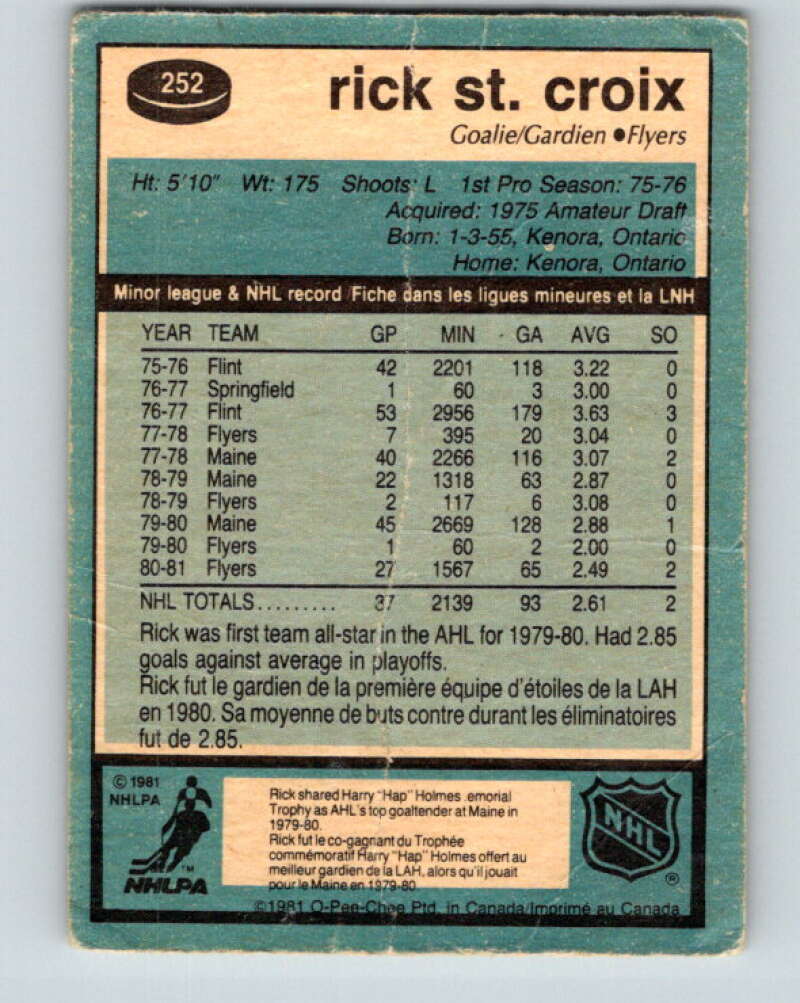 252
rick st. croix
Goalie/Gardien ●Flyers
Ht: 5'10" Wt: 175 Shoots: L 1st Pro Season: 75-76
Acquired: 1975 Amateur Draft
Born: 1-3-55, Kenora, Ontario
Home: Kenora, Ontario
Minor league & NHL record/Fiche dans les ligues mineures et la LNH
YEAR TEAM GP MIN GA AVG SO
75-76 Flint 42 2201 118 3.22 0
76-77 Springfield 1 60 3 3.00 0
76-77 Flint 53 2956 179 3.63 3
77-78 Flyers 7 395 20 3.04 0
77-78 Maine 40 2266 116 3.07 2
78-79 Maine 22 1318 63 2.87 0
78-79 Flyers 2 117 6 3.08 0
79-80 Maine 45 2669 128 2.88 1
79-80 Flyers 1 60 2 2.00 0
80-81 Flyers 27 1567 65 2.49 2
NHL TOTALS......... 37 2139 93 2.61 2
Rick was first team all-star in the AHL for 1979-80. Had 2.85
goals against average in playoffs.
Rick fut le gardien de la première équipe d'étoiles de la LAH
en 1980. Sa moyenne de buts contre durant les éliminatoires
fut de 2.85.
© 1981
NHLPA
NHLPA
TM
Rick shared Harry "Hap" Holmes emorial
Trophy as AHL's top goaltender at Maine in
1979-80.
Rick fut le co-gagnant du Trophée
commémoratif Harry "Hap" Holmes offert au
meilleur gardien de la LAH, alors qu'il jouait
pour le Maine en 1979-80
NHL
®
©1981 O-Pee-Chee Ptd. in Canada/Imprimé au Canada